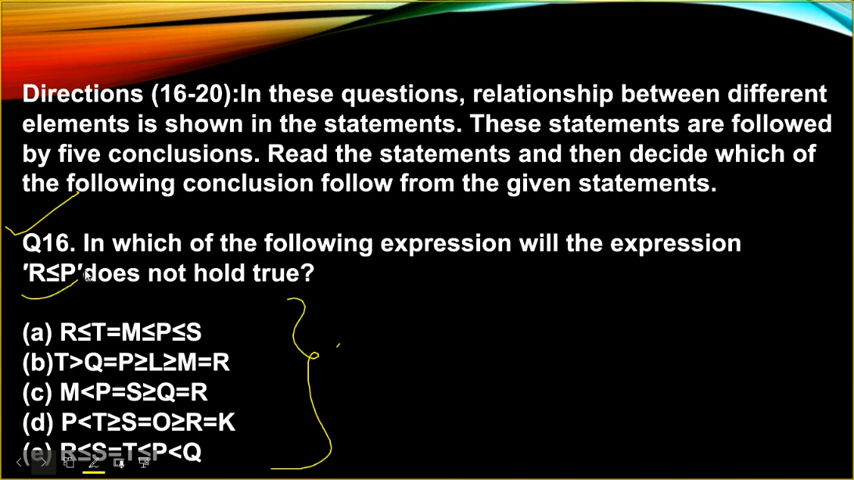 Directions (16-20):In these questions, relationship between different
elements is shown in the statements. These statements are followed
by five conclusions. Read the statements and then decide which of
the following conclusion follow from the given statements.
Q16. In which of the following expression will the expression
′R≤P′does not hold true?
(a) R≤T=M≤P≤S
(b)T>Q=P≥L≥M=R
(c) M<P=S≥Q=R
(d) P<T≥S=O≥R=K
(e) R≤S=T≤P<Q